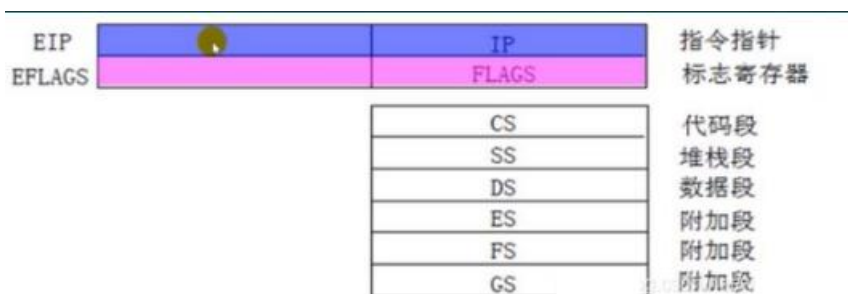 EIP IP 指令指针
EFLAGS FLAGS 标志寄存器
CS 代码段
SS 堆栈段
DS 数据段
ES 附加段
FS 附加段
GS 附加段